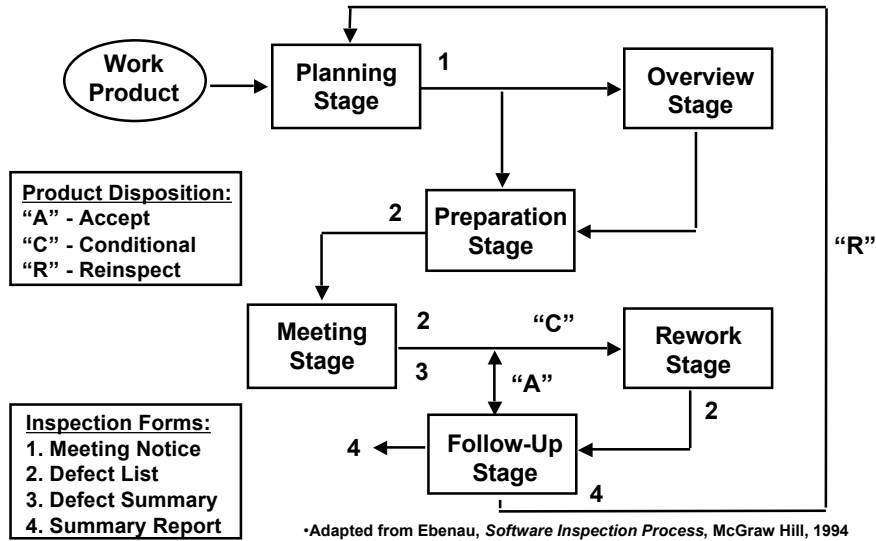 Work
Product
Planning
Stage
1
Overview
Stage
Product Disposition:
“A” - Accept
“C” - Conditional
“R” - Reinspect
2
Preparation
Stage
“R”
Meeting
Stage
2
3
“C”
“A”
Rework
Stage
2
Inspection Forms:
1. Meeting Notice
2. Defect List
3. Defect Summary
4. Summary Report
4
Follow-Up
Stage
4
•Adapted from Ebenau, Software Inspection Process, McGraw Hill, 1994